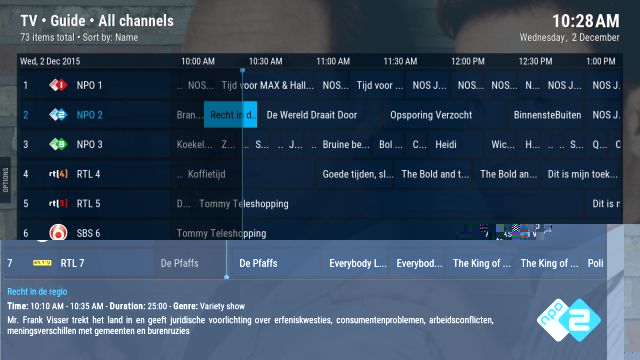 TV • Guide • All channels
73 items total • Sort by: Name
10:28 AM
Wednesday, 2 December
Wed, 2 Dec 2015 10:00 AM 10:30 AM 11:00 AM 11:30 AM 12:00 PM 12:30 PM 1:00 PM
1 NPO 1 .. NOS... Tijd voor MAX & Hall... NOS... Tijd voor ... NOS J... NOS J... NOS J... N... NOS J.
2 NPO 2 Bran... Recht in d... De Wereld Draait Door Opsporing Verzocht BinnensteBuiten NOS J.
3 NPO 3 Koekel... Z... .. S... .. J... Bruine be... Bol ... C... Heidi Wic... H... .. .. S... Q... C
4 RTL 4 .. Koffietijd Goede tijden, sl... The Bold and t... The Bold an... Dit is mijn toek...
5 RTL 5 D... Tommy Teleshopping Dit is r
6 SBS 6 Tommy Teleshopping
7 RTL 7 De Pfaffs De Pfaffs Everybody L... Everybod... The King of ... The King of ... Poli
OPTIONS
Recht in de regio
Time: 10:10 AM - 10:35 AM • Duration: 25:00 • Genre: Variety show
Mr. Frank Visser trekt het land in en geeft juridische voorlichting over erfeniskwesties, consumentenproblemen, arbeidsconflicten,
meningsverschillen met gemeenten en burenruzies
npo 2